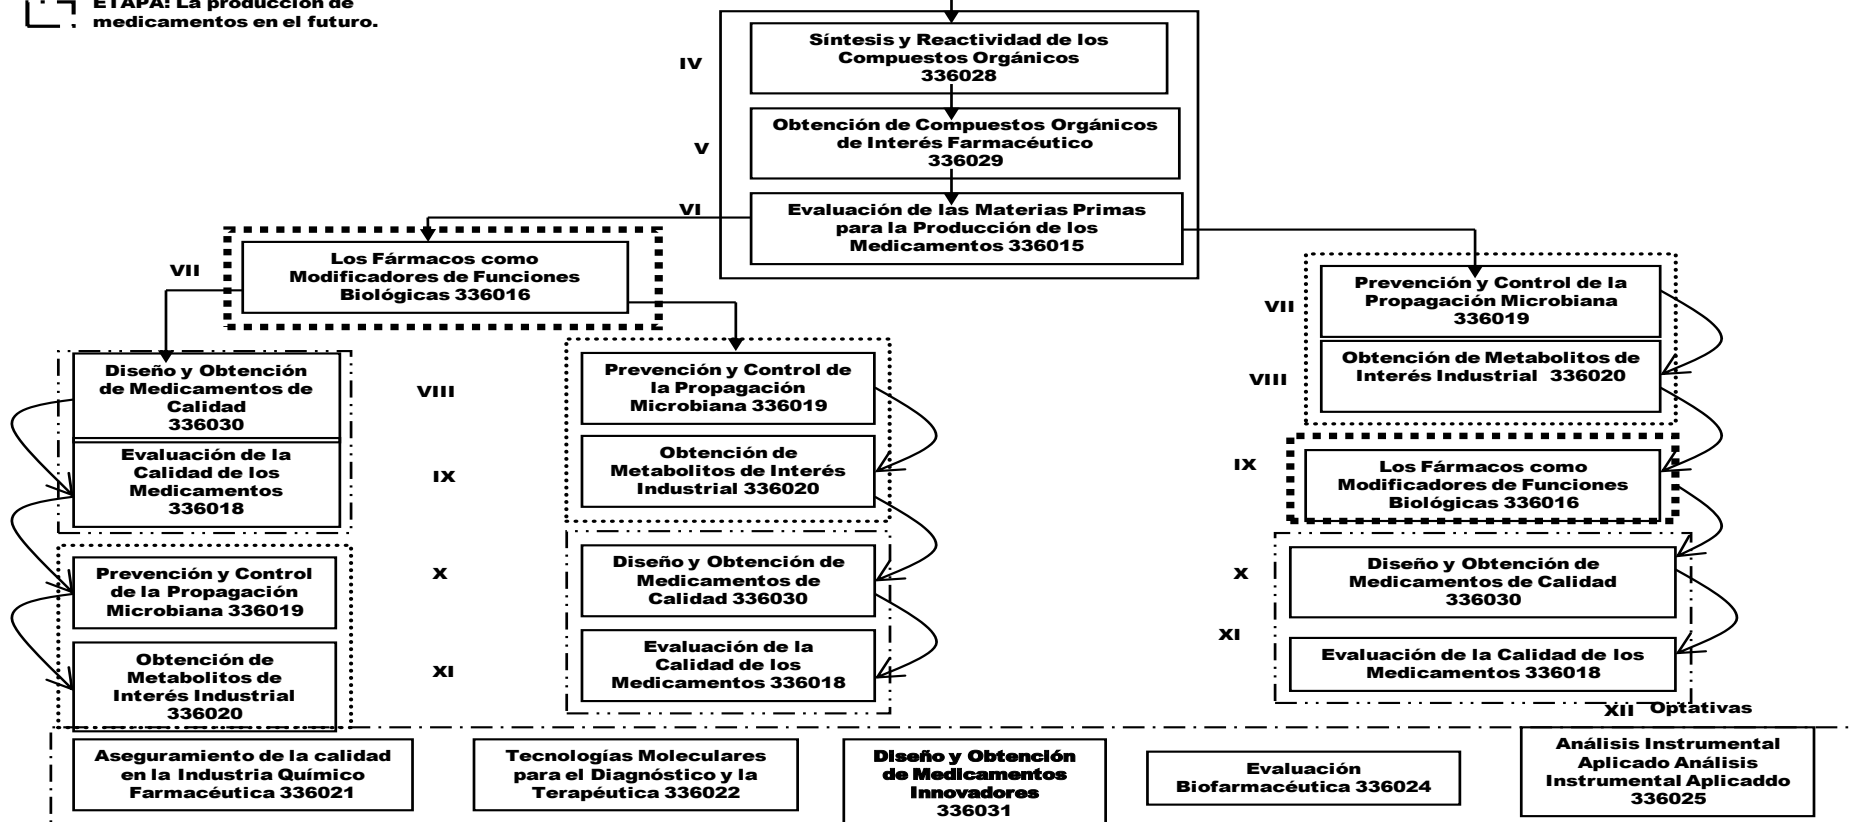 ETAPA: La producción de
medicamentos en el futuro.
IV
Síntesis y Reactividad de los
Compuestos Orgánicos
336028
V
Obtención de Compuestos Orgánicos
de Interés Farmacéutico
336029
VI
Evaluación de las Materias Primas
para la Producción de los
Medicamentos 336015
VII
Los Fármacos como
Modificadores de Funciones
Biológicas 336016
Diseño y Obtención
de Medicamentos de
Calidad
336030
Evaluación de la
Calidad de los
Medicamentos
336018
Prevención y Control
de la Propagación
Microbiana 336019
Obtención de
Metabolitos de
Interés Industrial
336020
VIII
IX
X
XI
Prevención y Control de
la Propagación
Microbiana 336019
Obtención de
Metabolitos de Interés
Industrial 336020
Diseño y Obtención de
Medicamentos de
Calidad 336030
Evaluación de la
Calidad de los
Medicamentos 336018
VII
Prevención y Control de la
Propagación Microbiana
336019
VIII
Obtención de Metabolitos de
Interés Industrial 336020
IX
Los Fármacos como
Modificadores de Funciones
Biológicas 336016
X
Diseño y Obtención de
Medicamentos de Calidad
336030
XI
Evaluación de la Calidad de los
Medicamentos 336018
XII Optativas
Aseguramiento de la calidad
en la Industria Químico
Farmacéutica 336021
Tecnologías Moleculares
para el Diagnóstico y la
Terapéutica 336022
Diseño y Obtención
de Medicamentos
Innovadores
336031
Evaluación
Biofarmacéutica 336024
Análisis Instrumental
Aplicado Análisis
Instrumental Aplicaddo
336025